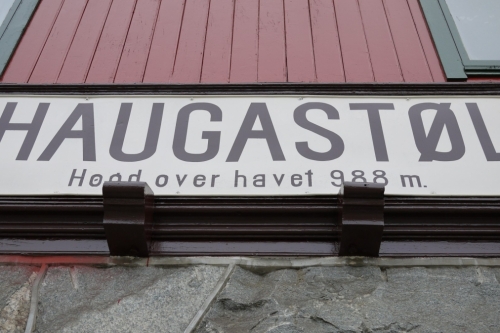 HAUGASTØL
Høgd over havet 988 m.